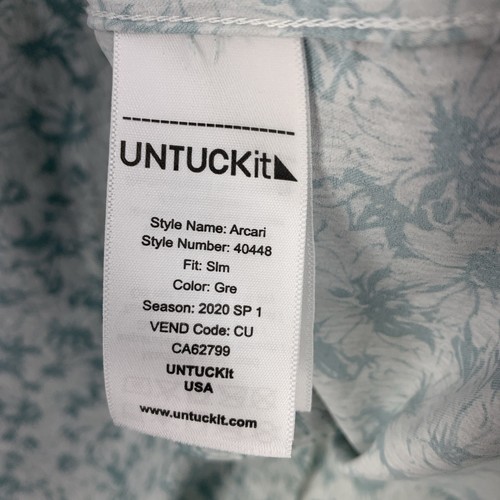 UNTUCKit
Style Name: Arcari
Style Number: 40448
Fit: Slm
Color: Gre
Season: 2020 SP 1
VEND Code: CU
CA62799
UNTUCKit
USA
www.untuckit.com